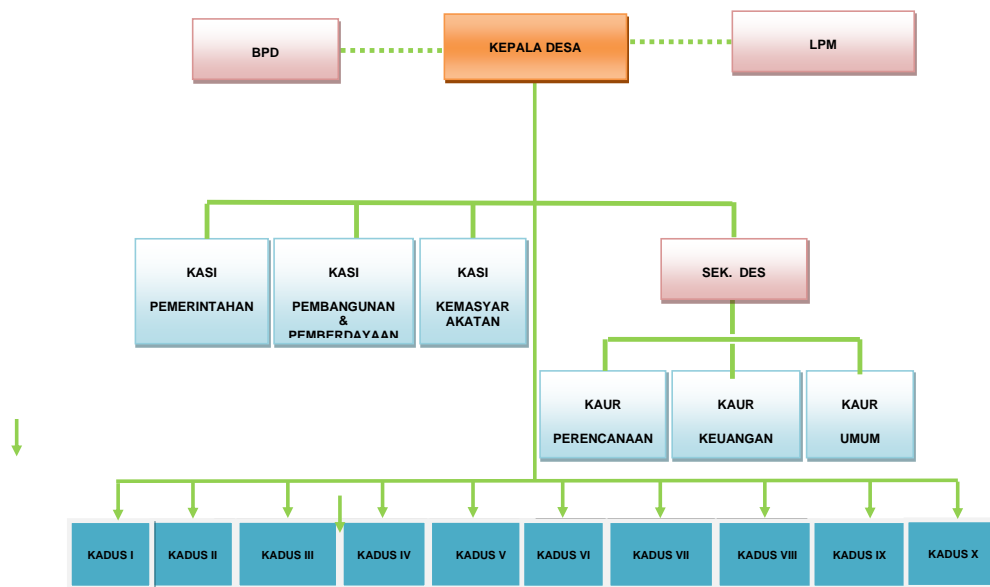 BPD
KEPALA DESA
LPM
KASI
PEMERINTAHAN
KASI
PEMBANGUNAN
&
PEMBERDAYAAN
KASI
KEMASYAR
AKATAN
SEK. DES
KAUR
PERENCANAAN
KAUR
KEUANGAN
KAUR
UMUM
KADUS I
KADUS II
KADUS III
KADUS IV
KADUS V
KADUS VI
KADUS VII
KADUS VIII
KADUS IX
KADUS X